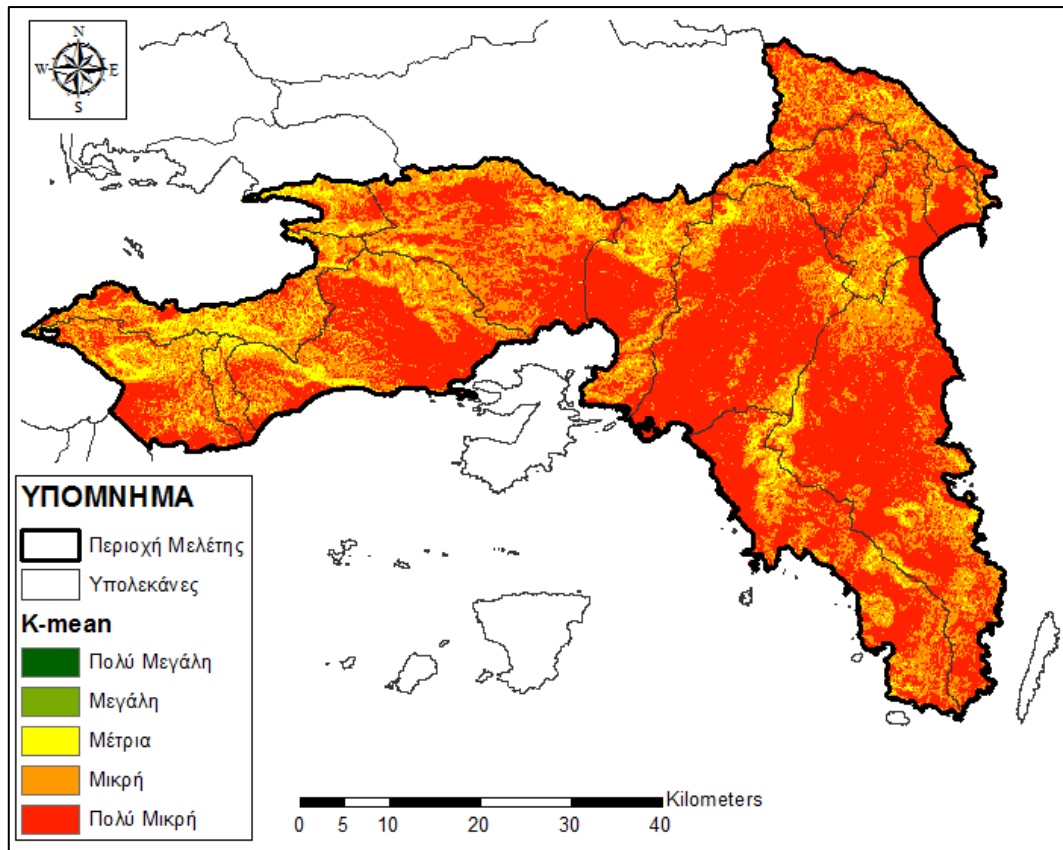 N
W E
S
ΥΠΟΜΝΗΜΑ
Περιοχή Μελέτης
Υπολεκάνες
K-mean
Πολύ Μεγάλη
Μεγάλη
Μέτρια
Μικρή
Πολύ Μικρή
Kilometers
0 5 10 20 30 40